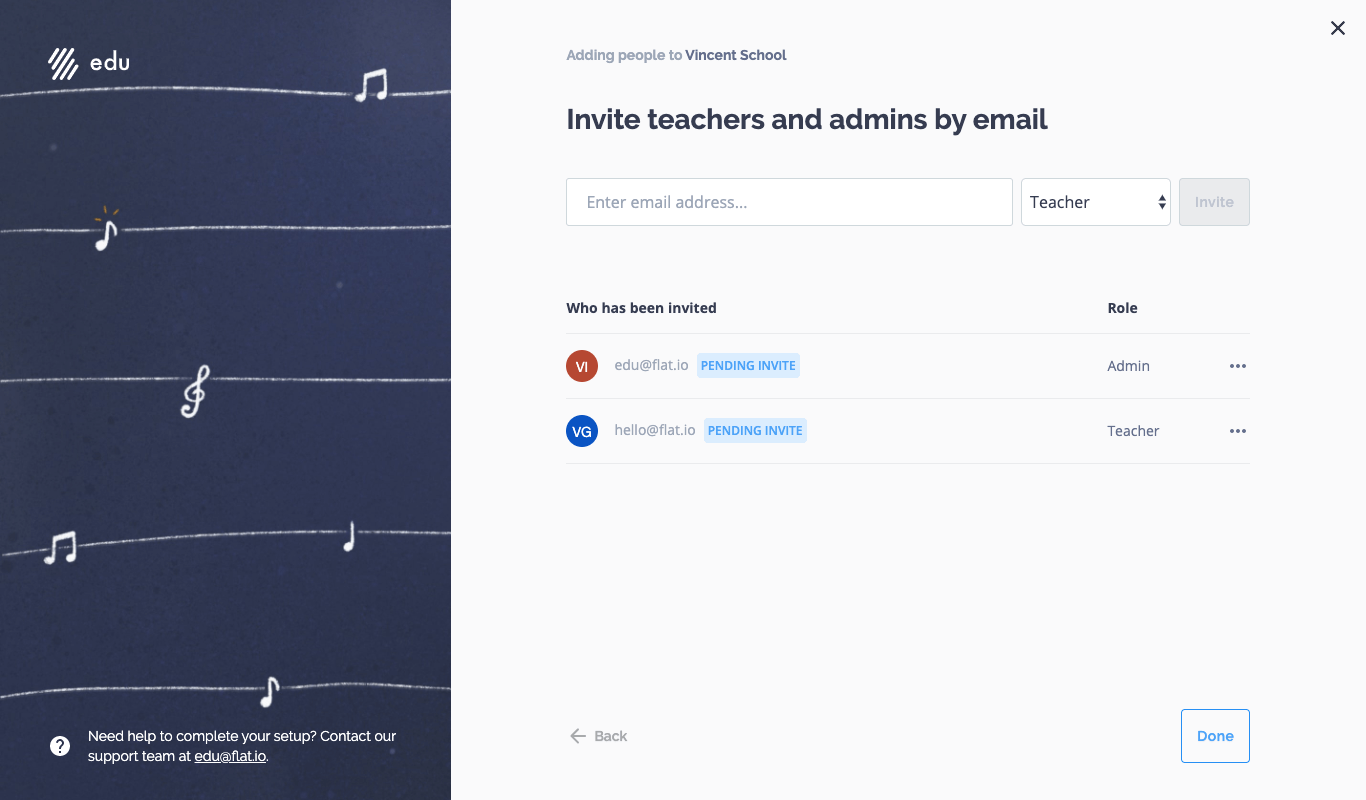 edu
Need help to complete your setup? Contact our
support team at edu@flat.io.
Adding people to Vincent School
Invite teachers and admins by email
Enter email address...
Teacher
Invite
Who has been invited Role
VI edu@flat.io PENDING INVITE Admin
VG hello@flat.io PENDING INVITE Teacher
Back
Done